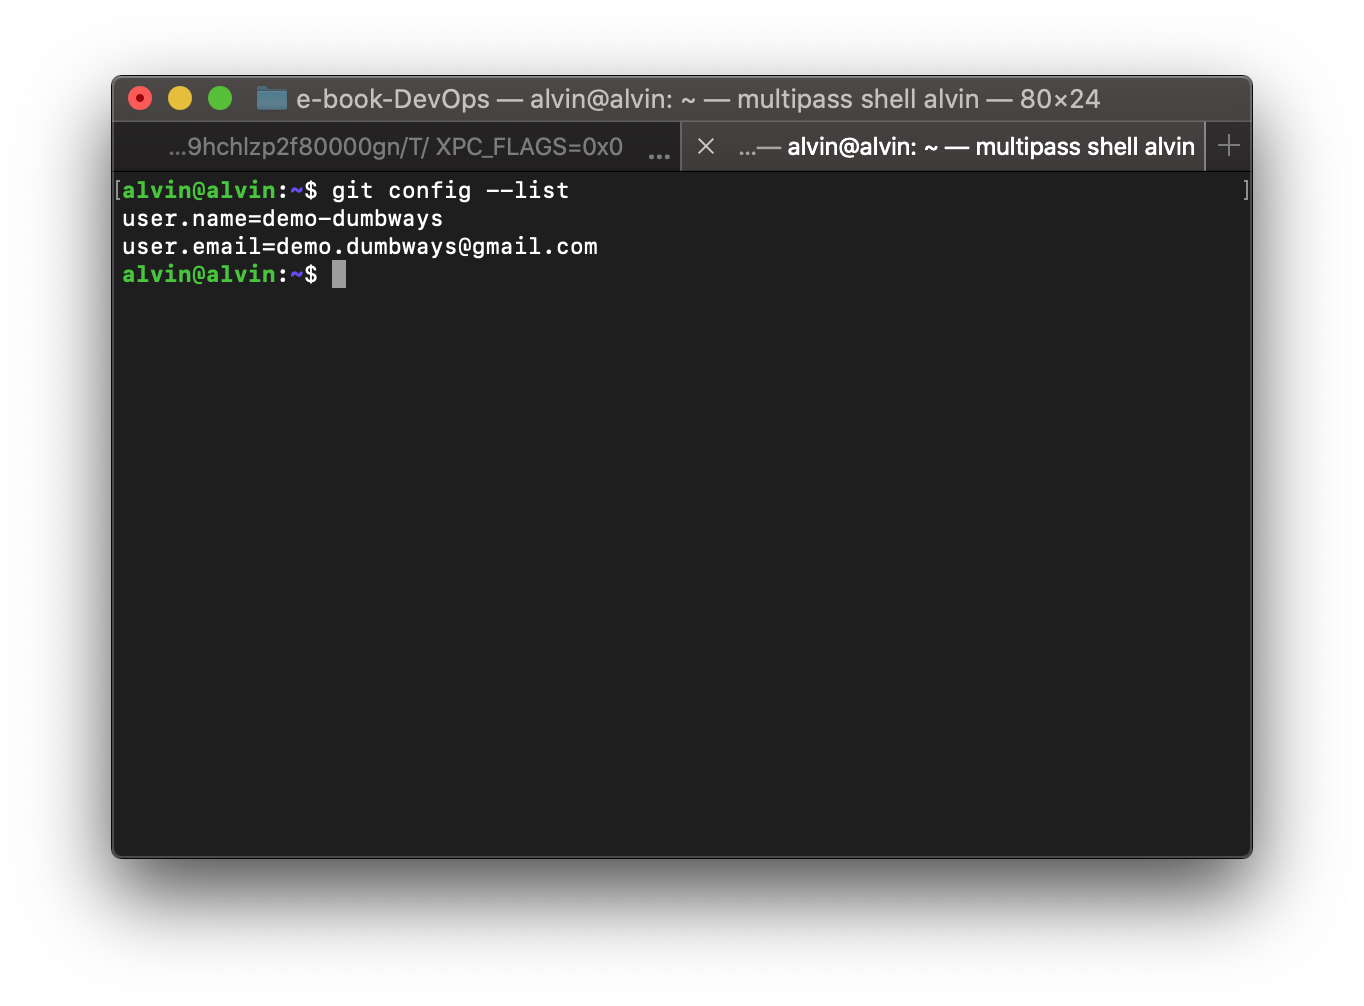 e-book-DevOps — alvin@alvin: ~ — multipass shell alvin — 80×24
...9hchlzp2f80000gn/T/ XPC_FLAGS=0x0 ...
...— alvin@alvin: ~ — multipass shell alvin
[alvin@alvin:~$ git config --list ]
user.name=demo-dumbways
user.email=demo.dumbways@gmail.com
alvin@alvin:~$